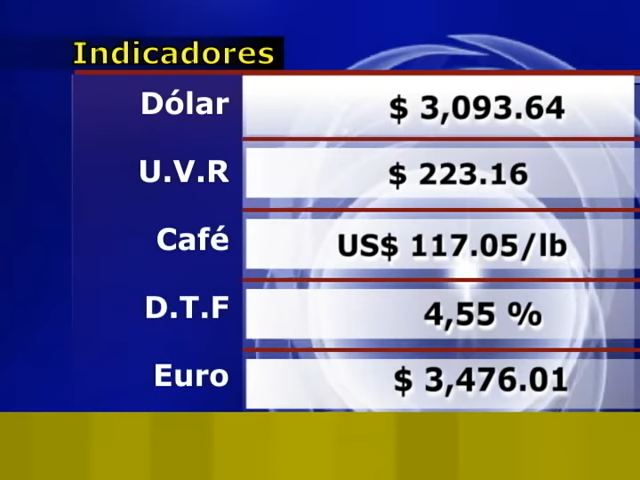 Indicadores
Dólar $ 3,093.64
U.V.R $ 223.16
Café US$ 117.05/lb
D.T.F 4,55 %
Euro $ 3,476.01